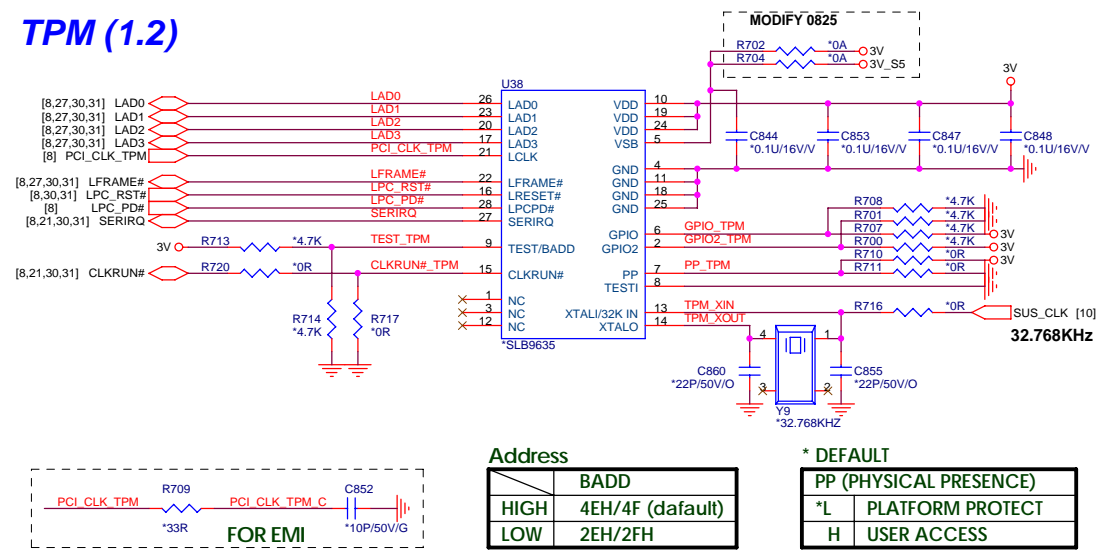 TPM (1.2)
MODIFY 0825
R702 *0A 3V
R704 *0A 3V_S5
3V
U38
[8,27,30,31] LAD0 LAD0 26 LAD0 VDD 10
[8,27,30,31] LAD1 LAD1 23 LAD1 VDD 19
[8,27,30,31] LAD2 LAD2 20 LAD2 VDD 24
[8,27,30,31] LAD3 LAD3 17 LAD3 VSB 5
[8] PCI_CLK_TPM PCI_CLK_TPM 21 LCLK
C844 *0.1U/16V/V
C853 *0.1U/16V/V
C847 *0.1U/16V/V
C848 *0.1U/16V/V
GND 4
[8,27,30,31] LFRAME# LFRAME# 22 LFRAME# GND 11
[8,30,31] LPC_RST# LPC_RST# 16 LRESET# GND 18
[8] LPC_PD# LPC_PD# 28 LPCPD# GND 25
[8,21,30,31] SERIRQ SERIRQ 27 SERIRQ
R708 *4.7K
R701 *4.7K
GPIO 6 GPIO_TPM R707 *4.7K 3V
3V R713 *4.7K TEST_TPM 9 TEST/BADD GPIO2 2 GPIO2_TPM R700 *4.7K
R710 *0R 3V
[8,21,30,31] CLKRUN# R720 *0R CLKRUN#_TPM 15 CLKRUN# PP 7 PP_TPM R711 *0R
TESTI 8
1 NC
3 NC XTALI/32K IN 13 TPM_XIN R716 *0R SUS_CLK [10]
12 NC XTALO 14 TPM_XOUT
32.768KHz
R714 *4.7K
R717 *0R
*SLB9635
4 1
C860 *22P/50V/O
C855 *22P/50V/O
3 2
Y9
*32.768KHZ
PCI_CLK_TPM R709 *33R PCI_CLK_TPM_C C852 *10P/50V/G
FOR EMI
Address
BADD
HIGH 4EH/4F (dafault)
LOW 2EH/2FH
* DEFAULT
PP (PHYSICAL PRESENCE)
*L PLATFORM PROTECT
H USER ACCESS